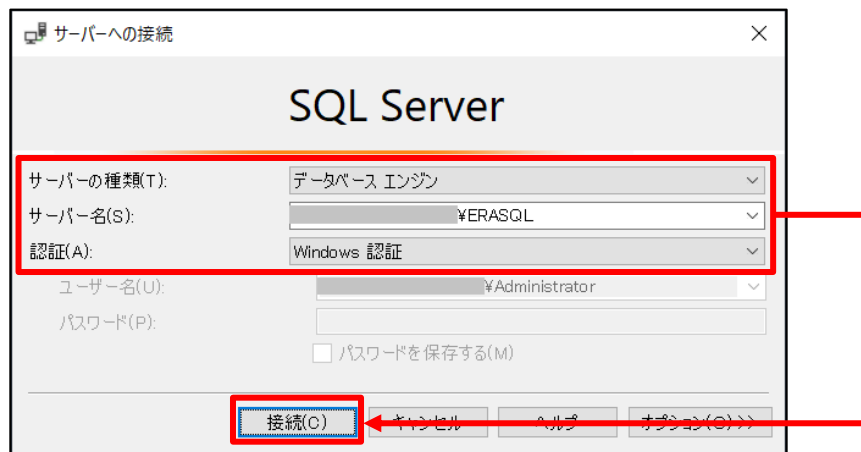 サーバーへの接続
SQL Server
サーバーの種類(T): データベース エンジン
サーバー名(S): ¥ERASQL
認証(A): Windows 認証
ユーザー名(U): ¥Administrator
パスワード(P):
パスワードを保存する(M)
接続(C) キャンセル ヘルプ オプション(O) >>